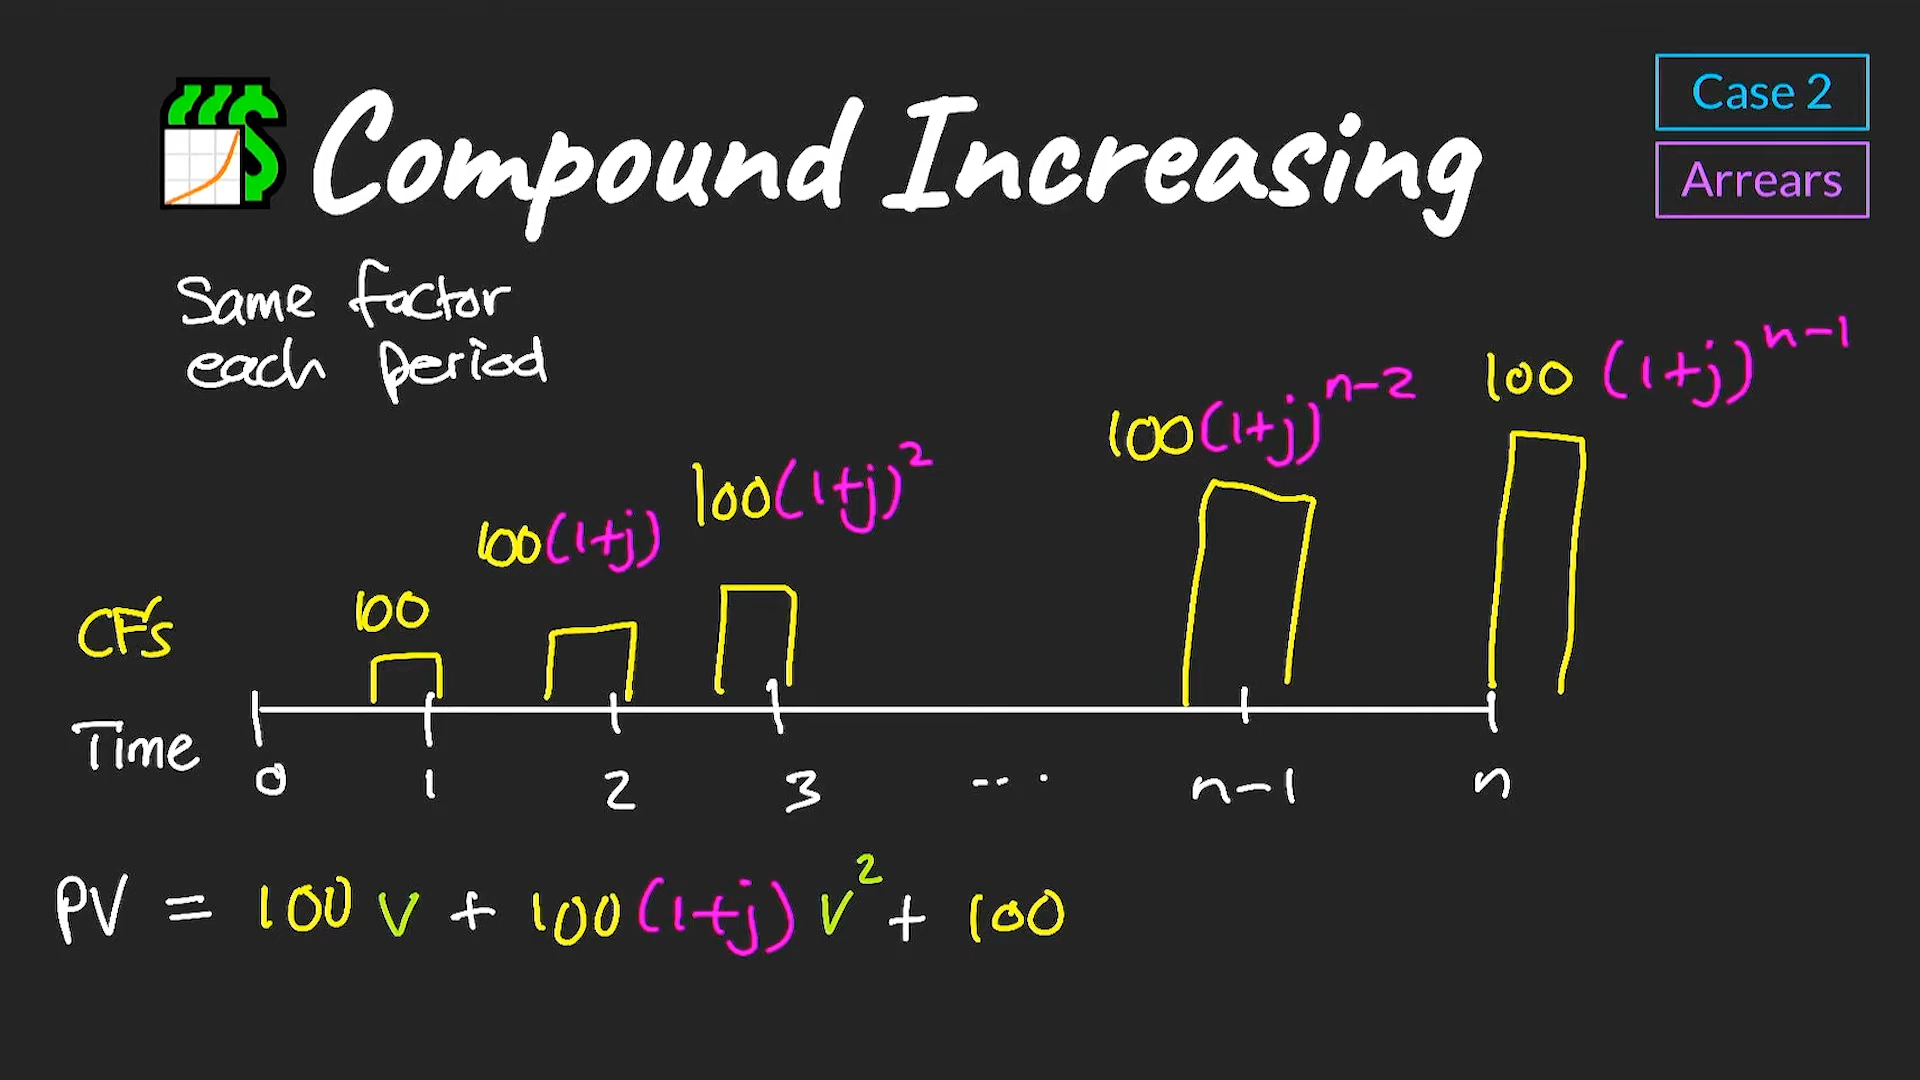 Compound Increasing
Case 2
Arrears
Same factor
each period
100 (1+j)^{n-1}
100(1+j)^{n-2}
100(1+j)^2
100(1+j)
100
CFs
Time
0 1 2 3 ... n-1 n
PV = 100 v + 100 (1+j) v^2 + 100